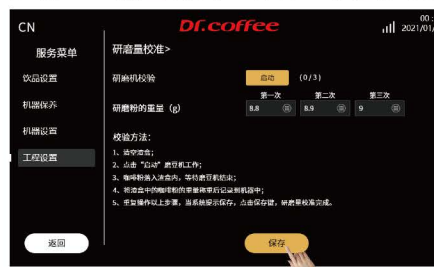 CN
Dr.coffee
00:
2021/01/
服务菜单
研磨量校准>
饮品设置
研磨机校验
启动
(0/3)
第一次 第二次 第三次
机器保养
研磨粉的重量（g）
8.8 8.9 9
机器设置
校验方法：
工程设置
1、清空渣盒；
2、点击“启动”磨豆机工作；
3、咖啡粉落入渣盒内，等待磨豆机结束；
4、将渣盒中的咖啡粉的重量称重后记录到机器中；
5、重复操作以上步骤，当系统提示保存，点击保存键，研磨量校准完成。
返回
保存